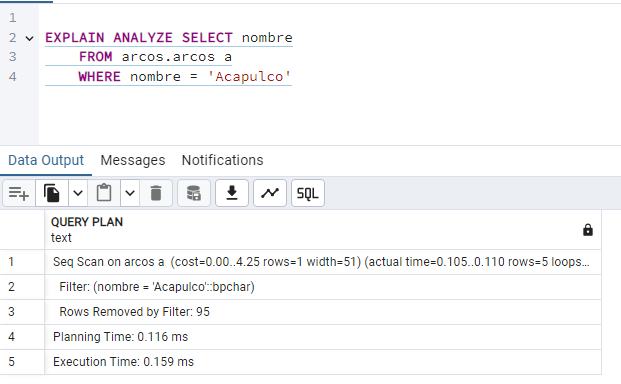 1
2 EXPLAIN ANALYZE SELECT nombre
3 FROM arcos.arcos a
4 WHERE nombre = 'Acapulco'
Data Output Messages Notifications
SQL
QUERY PLAN
text
1 Seq Scan on arcos a (cost=0.00..4.25 rows=1 width=51) (actual time=0.105..0.110 rows=5 loops...
2 Filter: (nombre = 'Acapulco'::bpchar)
3 Rows Removed by Filter: 95
4 Planning Time: 0.116 ms
5 Execution Time: 0.159 ms